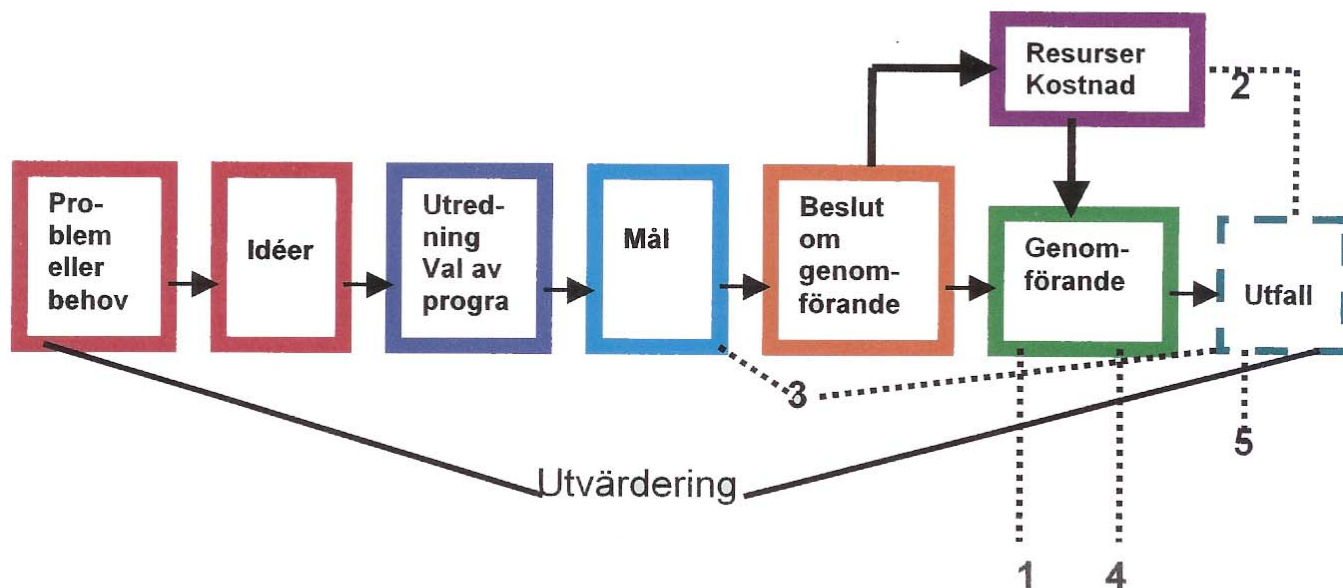 Resurser
Kostnad
2
Pro-
blem
eller
behov
Idéer
Utred-
ning
Val av
progra
Mål
Beslut
om
genom-
förande
Genom-
förande
Utfall
3
5
Utvärdering
1
4